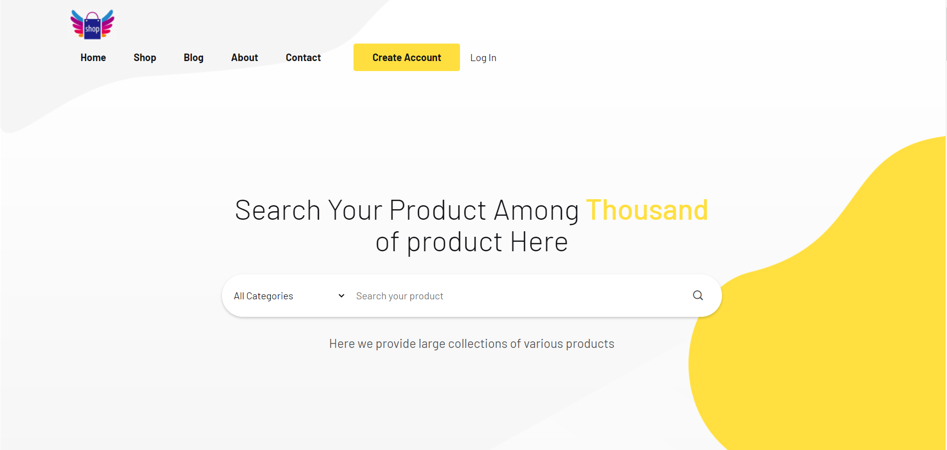 shop
Home Shop Blog About Contact Create Account Log In
Search Your Product Among Thousand
of product Here
All Categories Search your product
Here we provide large collections of various products